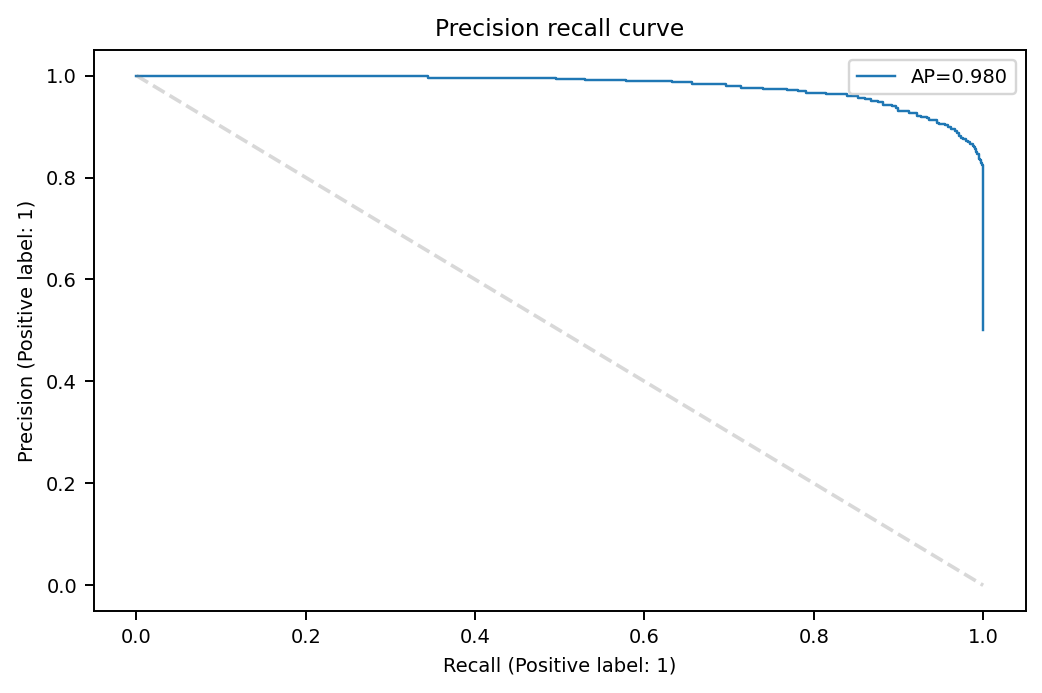 Precision recall curve
AP=0.980
Precision (Positive label: 1)
1.0
0.8
0.6
0.4
0.2
0.0
0.0 0.2 0.4 0.6 0.8 1.0
Recall (Positive label: 1)